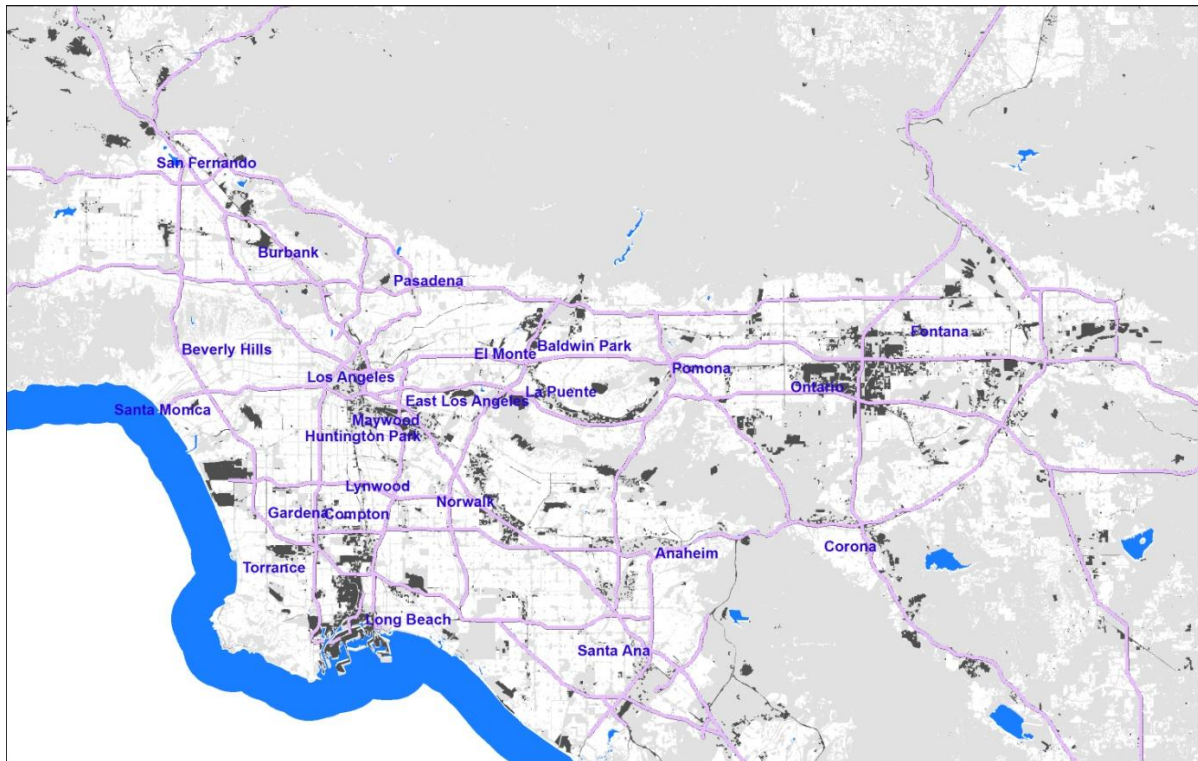 San Fernando
Burbank
Pasadena
Fontana
Baldwin Park
Beverly Hills
El Monte
Pomona
Los Angeles
Ontario
La Puente
East Los Angeles
Santa Monica
Maywood
Huntington Park
Lynwood
Norwalk
Gardena
Compton
Corona
Anaheim
Torrance
Long Beach
Santa Ana